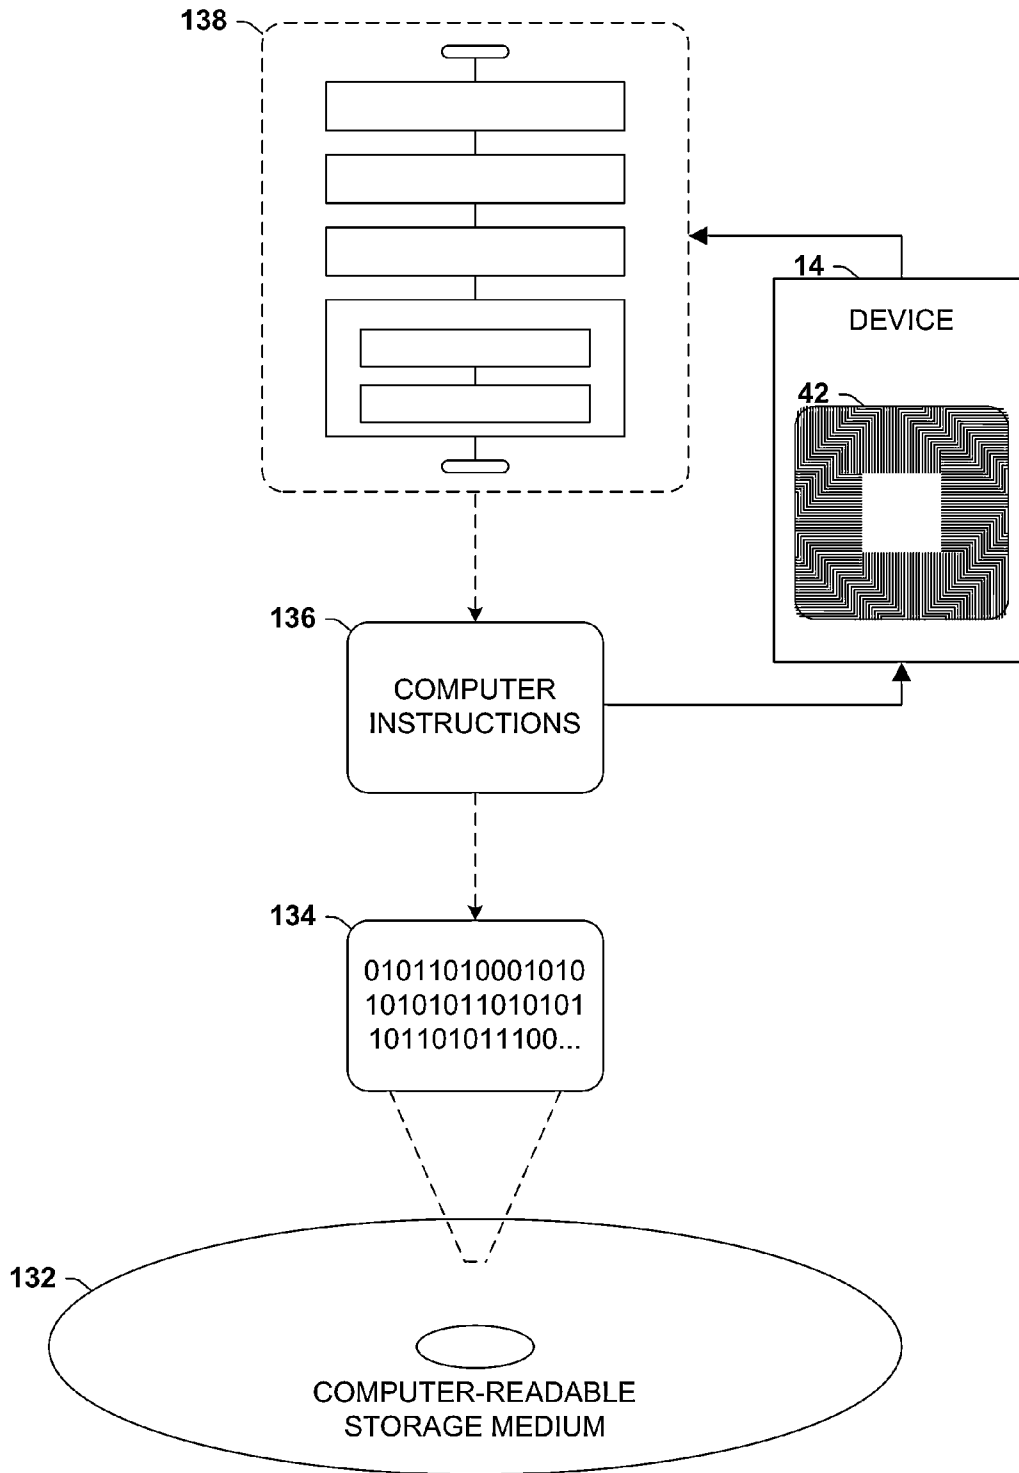 138
14
DEVICE
42
136
COMPUTER
INSTRUCTIONS
134
01011010001010
10101011010101
101101011100...
132
COMPUTER-READABLE
STORAGE MEDIUM